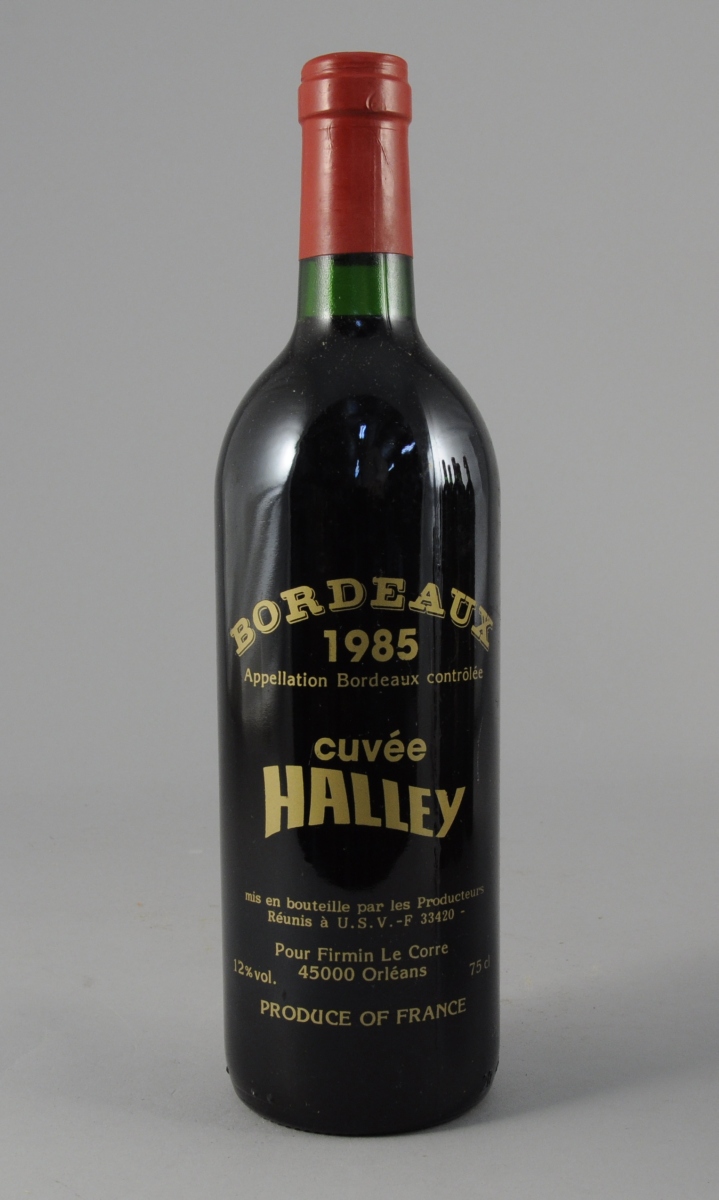 BORDEAUX
1985
Appellation Bordeaux contrôlée
cuvée
HALLEY
mis en bouteille par les Producteurs
Réunis à U.S.V.-F 33420 -
Pour Firmin Le Corre
12% vol. 45000 Orléans 75 cl
PRODUCE OF FRANCE